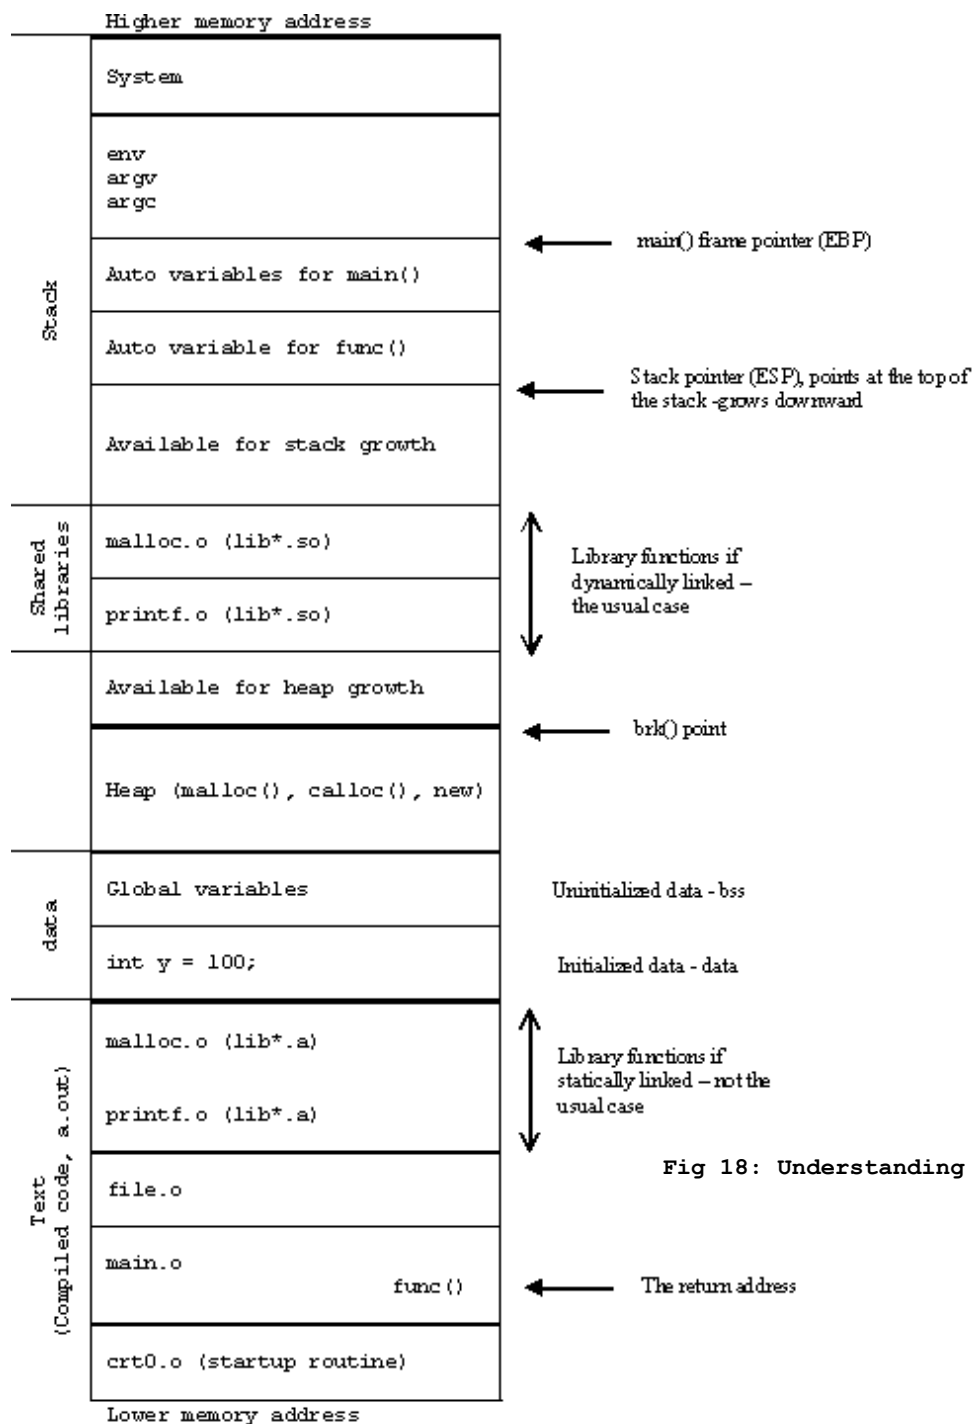 Higher memory address
System
env
argv
argc
main() frame pointer (EBP)
Auto variables for main()
Stack
Auto variable for func()
Stack pointer (ESP), points at the top of
the stack -grows downward
Available for stack growth
Shared
libraries
malloc.o (lib*.so)
printf.o (lib*.so)
Library functions if
dynamically linked –
the usual case
Available for heap growth
brk() point
Heap (malloc(), calloc(), new)
data
Global variables
Uninitialized data - bss
int y = 100;
Initialized data - data
Text
(Compiled code, a.out)
malloc.o (lib*.a)
printf.o (lib*.a)
Library functions if
statically linked – not the
usual case
Fig 18: Understanding
file.o
main.o
func()
The return address
crt0.o (startup routine)
Lower memory address